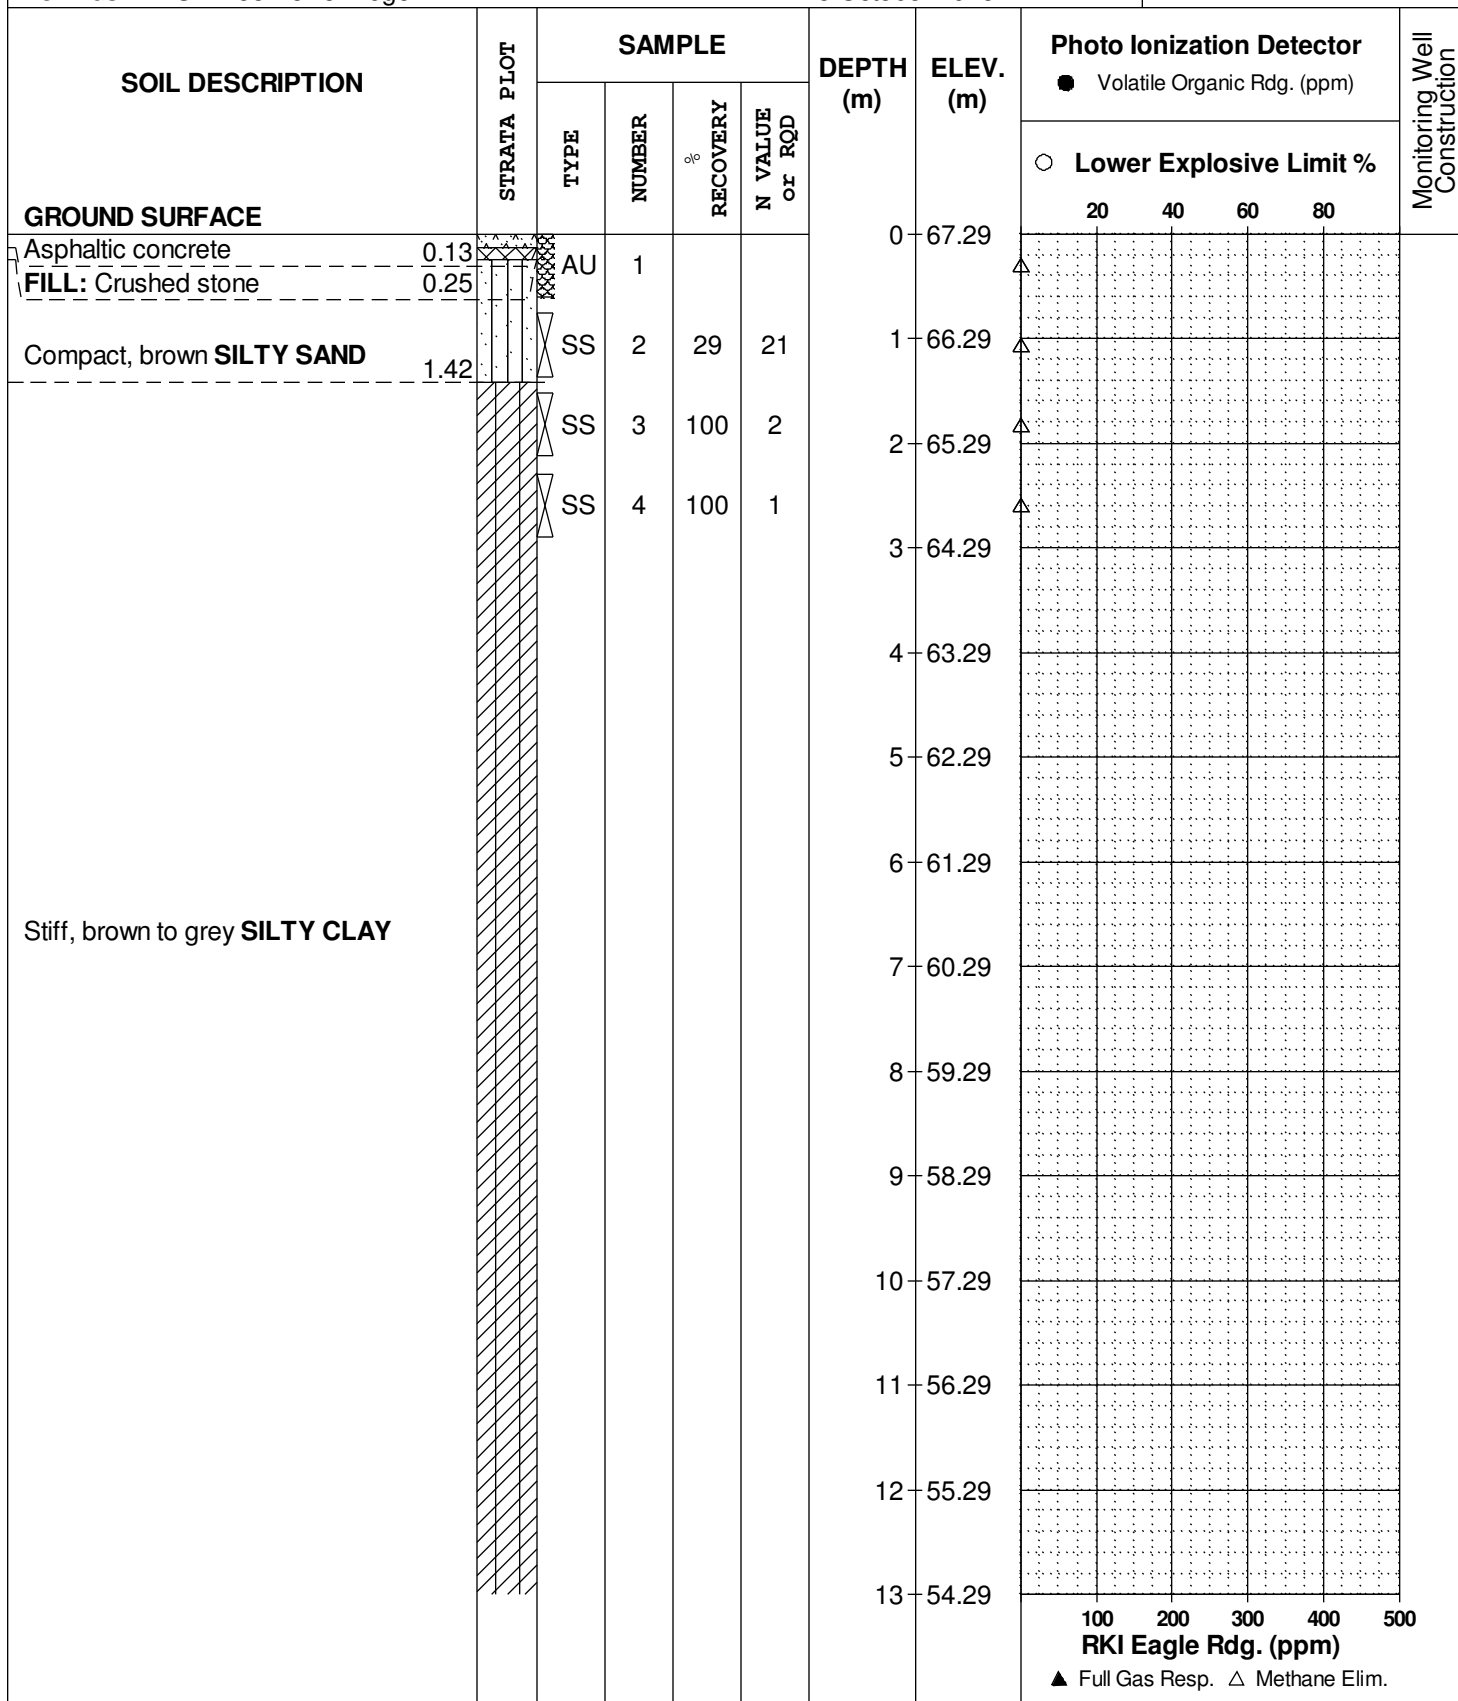 SOIL DESCRIPTION
GROUND SURFACE
STRATA PLOT
SAMPLE
TYPE
NUMBER
% RECOVERY
N VALUE
or RQD
DEPTH
(m)
ELEV.
(m)
Photo Ionization Detector
● Volatile Organic Rdg. (ppm)
○ Lower Explosive Limit %
20 40 60 80
Monitoring Well
Construction
0 67.29
Asphaltic concrete 0.13
AU 1
FILL: Crushed stone 0.25
1 66.29
Compact, brown SILTY SAND
SS 2 29 21
1.42
SS 3 100 2
2 65.29
SS 4 100 1
3 64.29
4 63.29
5 62.29
6 61.29
Stiff, brown to grey SILTY CLAY
7 60.29
8 59.29
9 58.29
10 57.29
11 56.29
12 55.29
13 54.29
100 200 300 400 500
RKI Eagle Rdg. (ppm)
▲ Full Gas Resp. △ Methane Elim.